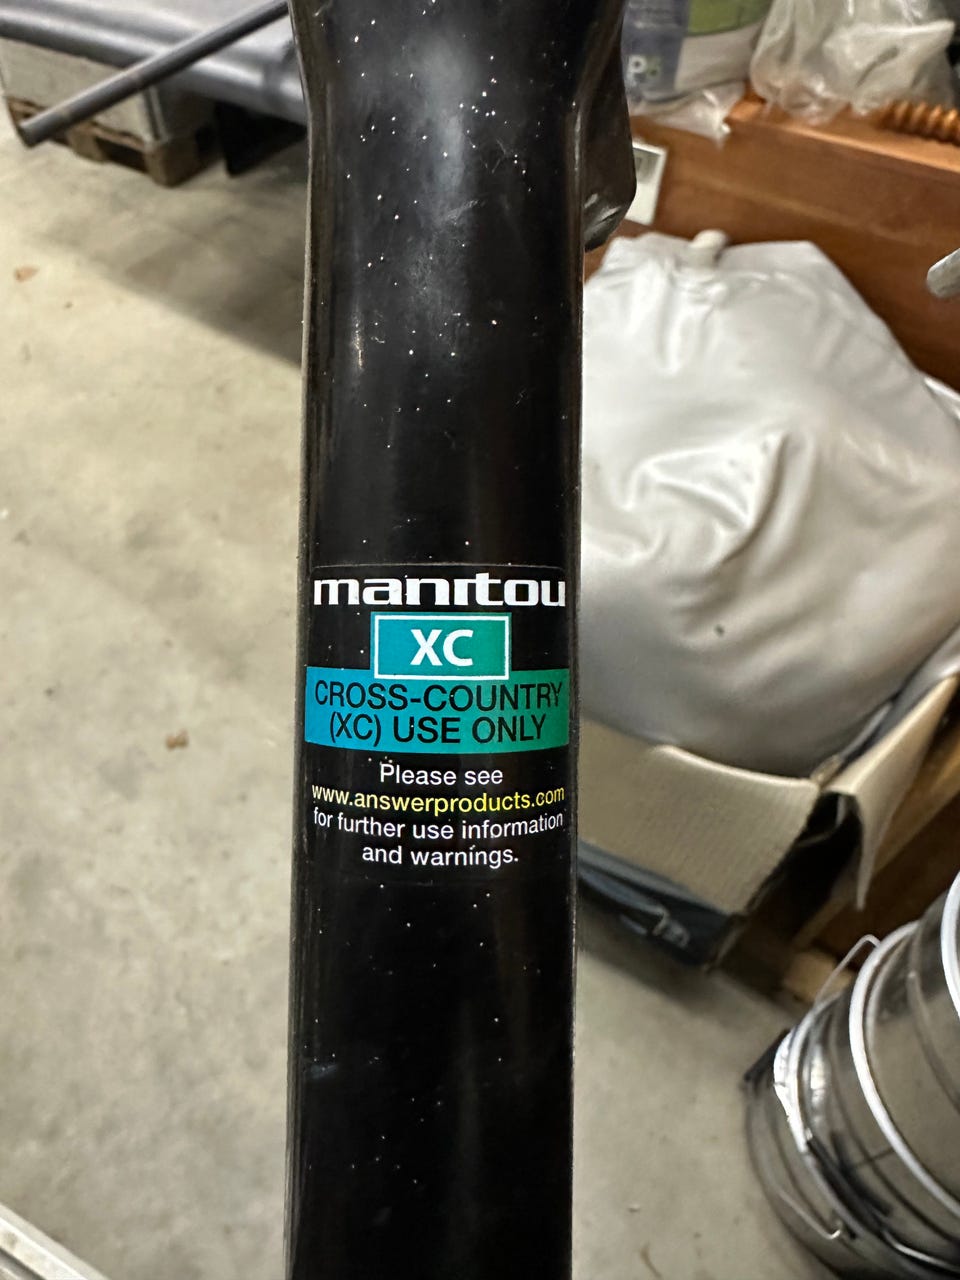 manitou
XC
CROSS-COUNTRY
(XC) USE ONLY
Please see
www.answerproducts.com
for further use information
and warnings.